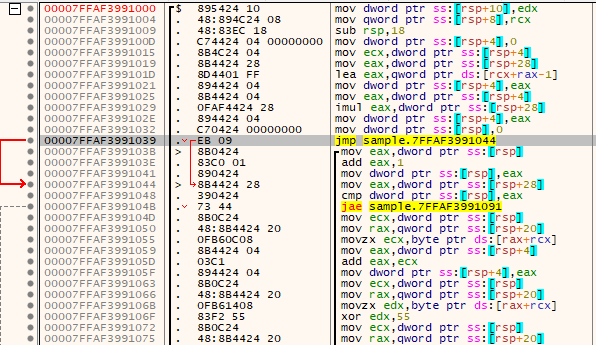 00007FFAF3991000 $ 895424 10 mov dword ptr ss:[rsp+10],edx
00007FFAF3991004 . 48:894C24 08 mov qword ptr ss:[rsp+8],rcx
00007FFAF3991009 . 48:83EC 18 sub rsp,18
00007FFAF399100D . C74424 04 00000000 mov dword ptr ss:[rsp+4],0
00007FFAF3991015 . 8B4C24 04 mov ecx,dword ptr ss:[rsp+4]
00007FFAF3991019 . 8B4424 28 mov eax,dword ptr ss:[rsp+28]
00007FFAF399101D . 8D4401 FF lea eax,qword ptr ds:[rcx+rax-1]
00007FFAF3991021 . 894424 04 mov dword ptr ss:[rsp+4],eax
00007FFAF3991025 . 8B4424 04 mov eax,dword ptr ss:[rsp+4]
00007FFAF3991029 . 0FAF4424 28 imul eax,dword ptr ss:[rsp+28]
00007FFAF399102E . 894424 04 mov dword ptr ss:[rsp+4],eax
00007FFAF3991032 . C70424 00000000 mov dword ptr ss:[rsp],0
00007FFAF3991039 . EB 09 jmp sample.7FFAF3991044
00007FFAF399103B > 8B0424 mov eax,dword ptr ss:[rsp]
00007FFAF399103E . 83C0 01 add eax,1
00007FFAF3991041 . 890424 mov dword ptr ss:[rsp],eax
00007FFAF3991044 > 8B4424 28 mov eax,dword ptr ss:[rsp+28]
00007FFAF3991048 . 390424 cmp dword ptr ss:[rsp],eax
00007FFAF399104B . 73 44 jae sample.7FFAF3991091
00007FFAF399104D . 8B0C24 mov ecx,dword ptr ss:[rsp]
00007FFAF3991050 . 48:8B4424 20 mov rax,qword ptr ss:[rsp+20]
00007FFAF3991055 . 0FB60C08 movzx ecx,byte ptr ds:[rax+rcx]
00007FFAF3991059 . 8B4424 04 mov eax,dword ptr ss:[rsp+4]
00007FFAF399105D . 03C1 add eax,ecx
00007FFAF399105F . 894424 04 mov dword ptr ss:[rsp+4],eax
00007FFAF3991063 . 8B0C24 mov ecx,dword ptr ss:[rsp]
00007FFAF3991066 . 48:8B4424 20 mov rax,qword ptr ss:[rsp+20]
00007FFAF399106B . 0FB61408 movzx edx,byte ptr ds:[rax+rcx]
00007FFAF399106F . 83F2 55 xor edx,55
00007FFAF3991072 . 8B0C24 mov ecx,dword ptr ss:[rsp]
00007FFAF3991075 . 48:8B4424 20 mov rax,qword ptr ss:[rsp+20]